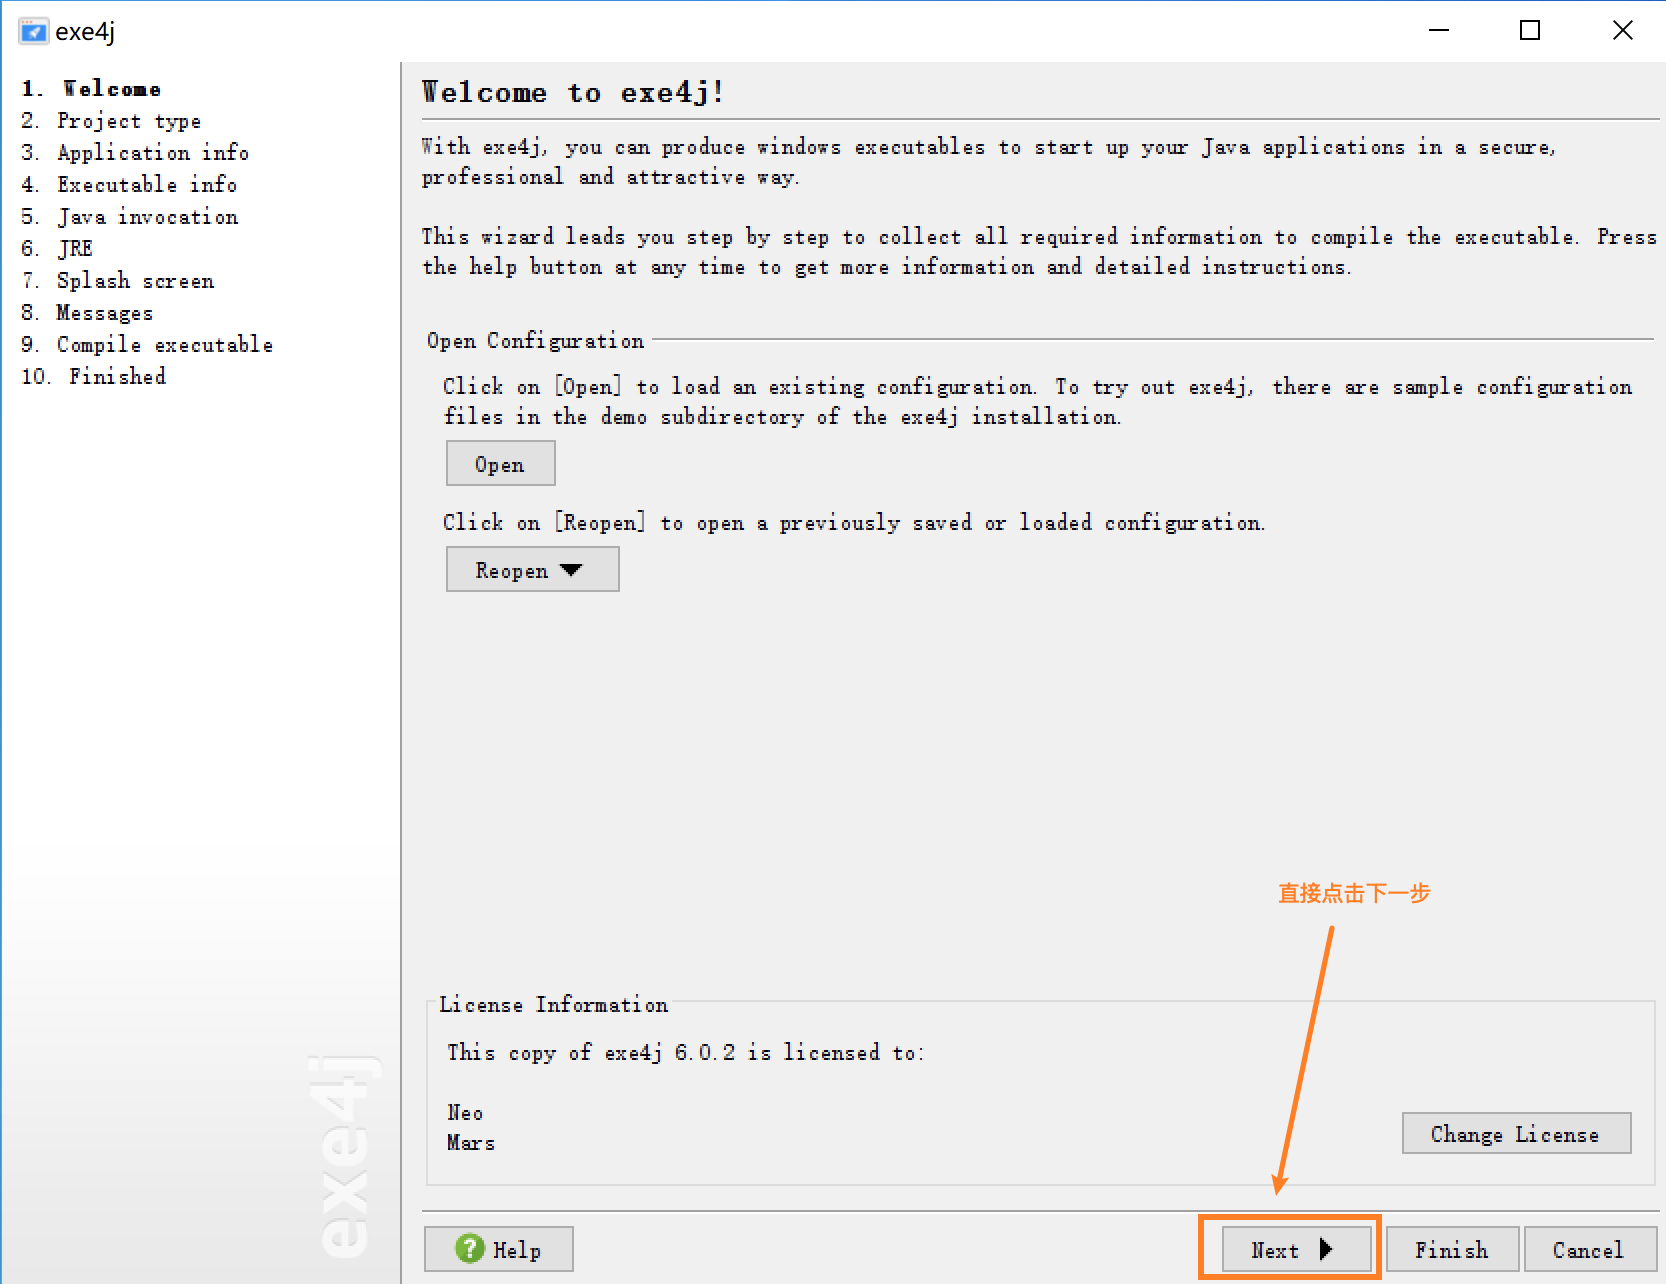 exe4j
1. Welcome
2. Project type
3. Application info
4. Executable info
5. Java invocation
6. JRE
7. Splash screen
8. Messages
9. Compile executable
10. Finished
exe4j
Welcome to exe4j!
With exe4j, you can produce windows executables to start up your Java applications in a secure,
professional and attractive way.
This wizard leads you step by step to collect all required information to compile the executable. Press
the help button at any time to get more information and detailed instructions.
Open Configuration
Click on [Open] to load an existing configuration. To try out exe4j, there are sample configuration
files in the demo subdirectory of the exe4j installation.
Open
Click on [Reopen] to open a previously saved or loaded configuration.
Reopen
直接点击下一步
License Information
This copy of exe4j 6.0.2 is licensed to:
Neo
Mars
Change License
? Help
Next
Finish
Cancel